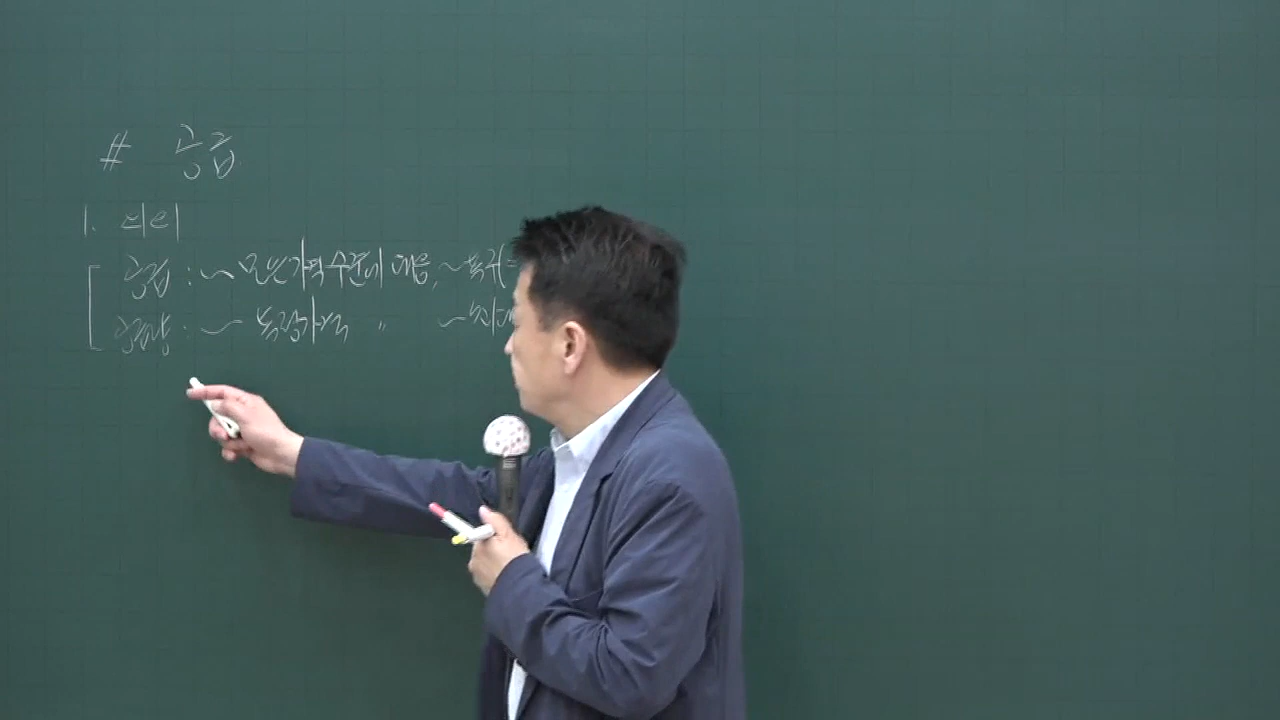 # 공급
1. 의의
공급 : ~ 모든 가격수준에 대응, ~
공급량 : ~ 특정가격 〃 ~